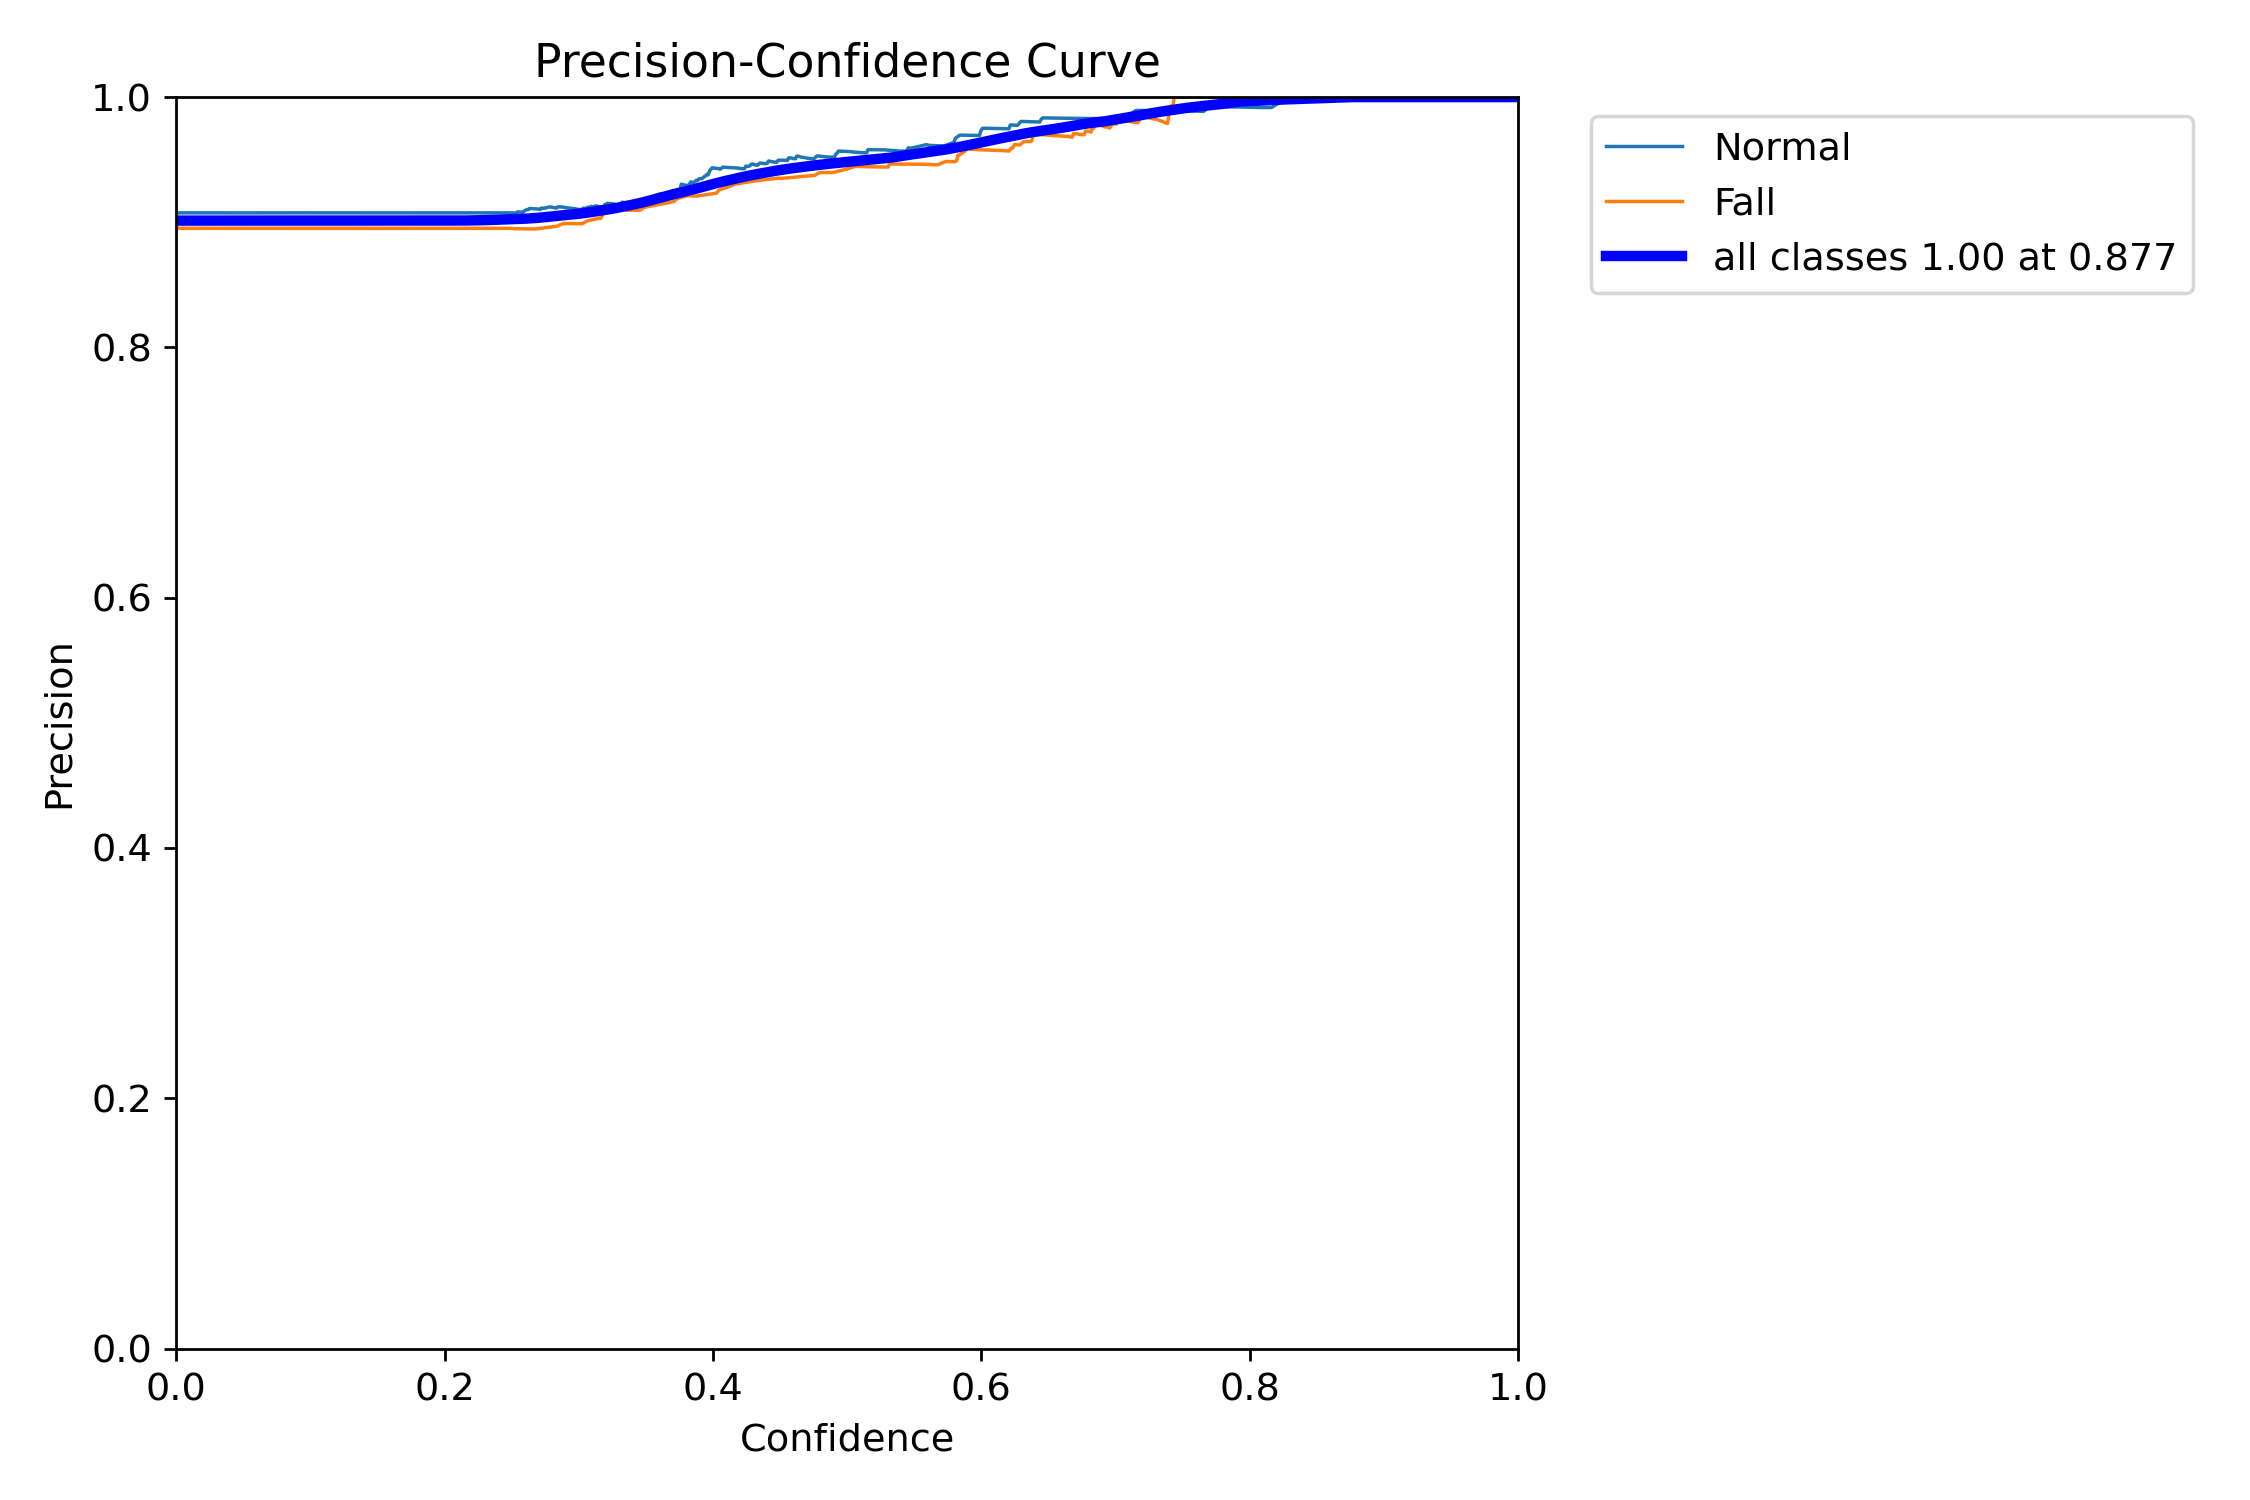 Precision-Confidence Curve
1.0
0.8
0.6
0.4
0.2
0.0
Precision
0.0 0.2 0.4 0.6 0.8 1.0
Confidence
Normal
Fall
all classes 1.00 at 0.877